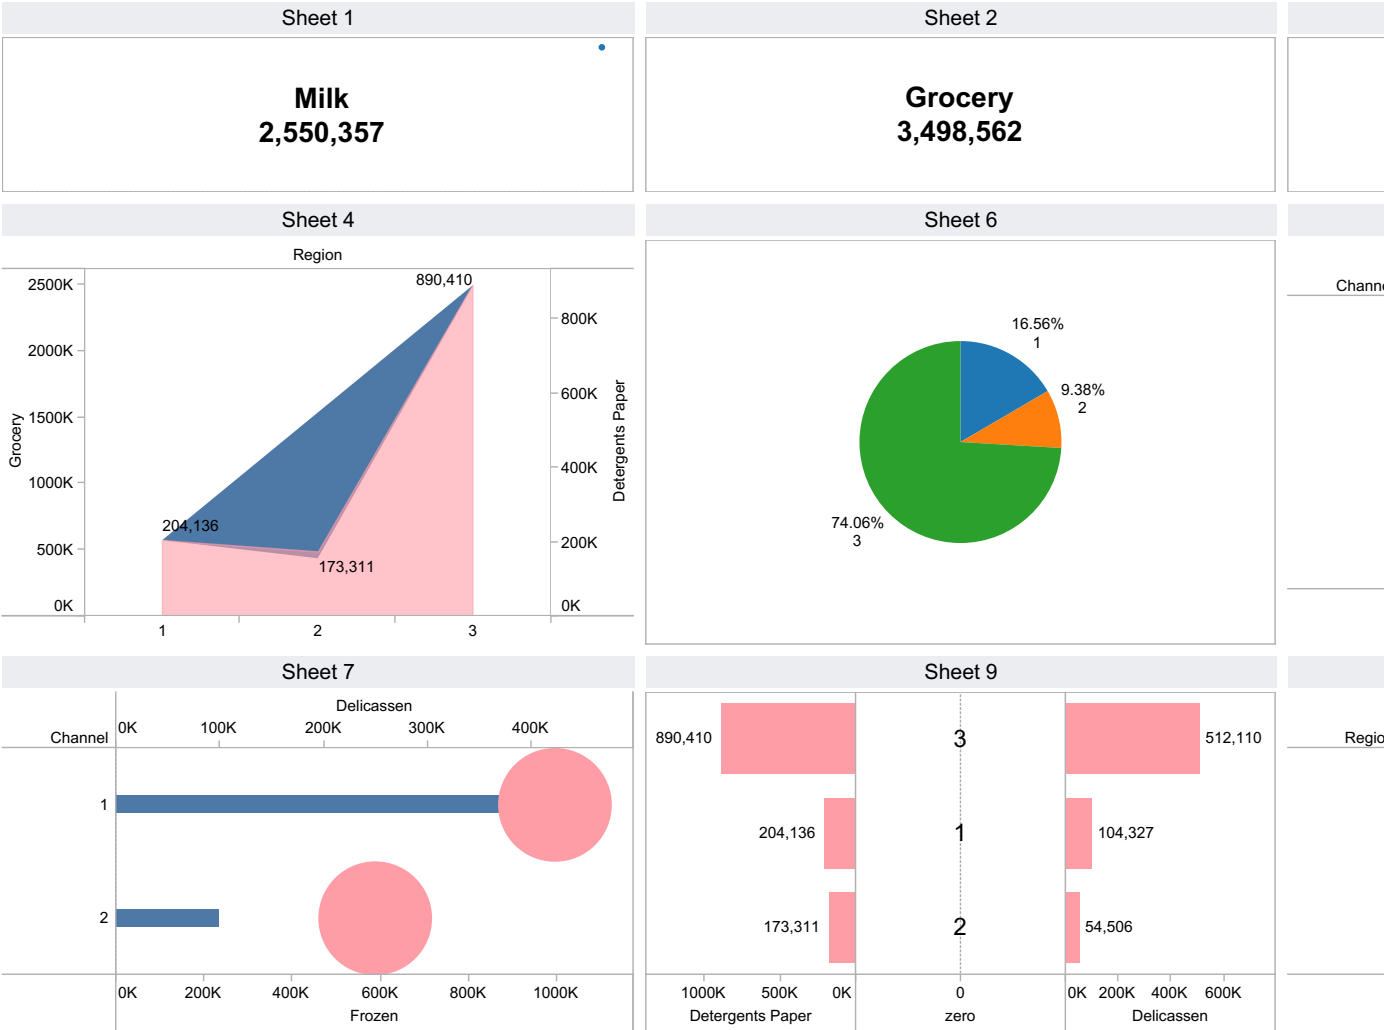 Sheet 1
Sheet 2
Milk
2,550,357
Grocery
3,498,562
Sheet 4
Sheet 6
Region
2500K
2000K
1500K
1000K
500K
0K
Grocery
890,410
204,136
173,311
800K
600K
400K
200K
0K
Detergents Paper
1
2
3
16.56%
1
9.38%
2
74.06%
3
Channe
Sheet 7
Sheet 9
Delicassen
Channel
0K 100K 200K 300K 400K
1
2
0K 200K 400K 600K 800K 1000K
Frozen
890,410 3 512,110
204,136 1 104,327
173,311 2 54,506
1000K 500K 0K 0 0K 200K 400K 600K
Detergents Paper zero Delicassen
Regio